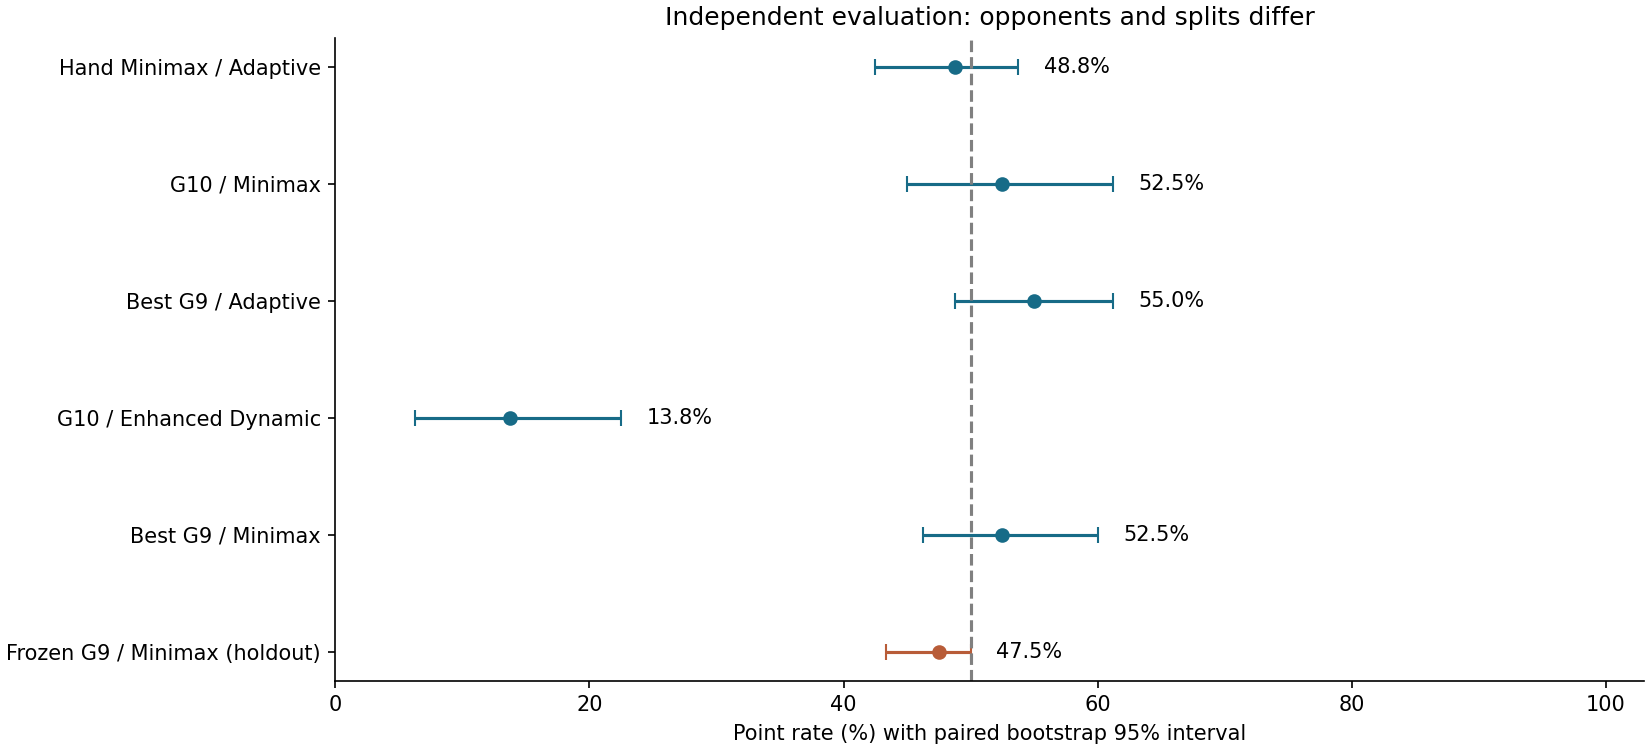 Independent evaluation: opponents and splits differ
Hand Minimax / Adaptive
48.8%
G10 / Minimax
52.5%
Best G9 / Adaptive
55.0%
G10 / Enhanced Dynamic
13.8%
Best G9 / Minimax
52.5%
Frozen G9 / Minimax (holdout)
47.5%
0 20 40 60 80 100
Point rate (%) with paired bootstrap 95% interval